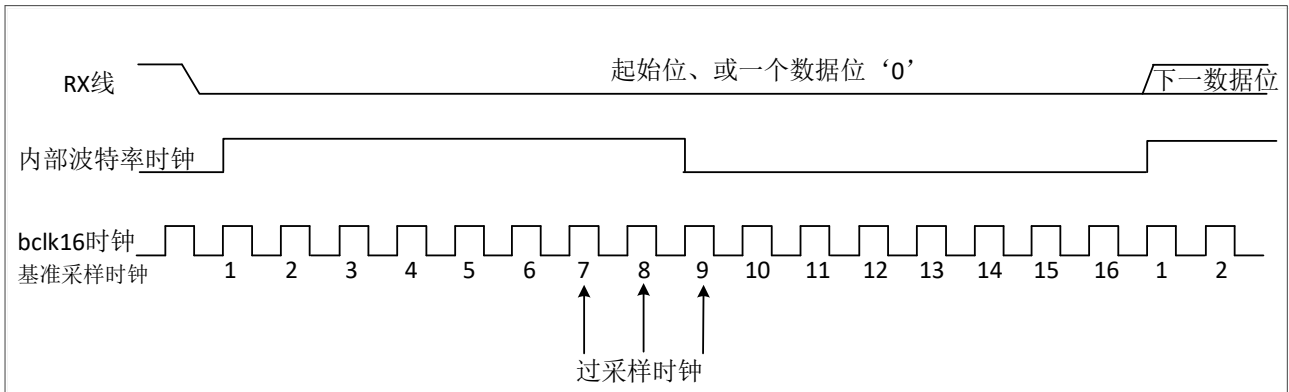 RX线
起始位、或一个数据位‘0’
下一数据位
内部波特率时钟
bclk16时钟
基准采样时钟
1 2 3 4 5 6 7 8 9 10 11 12 13 14 15 16 1 2
过采样时钟